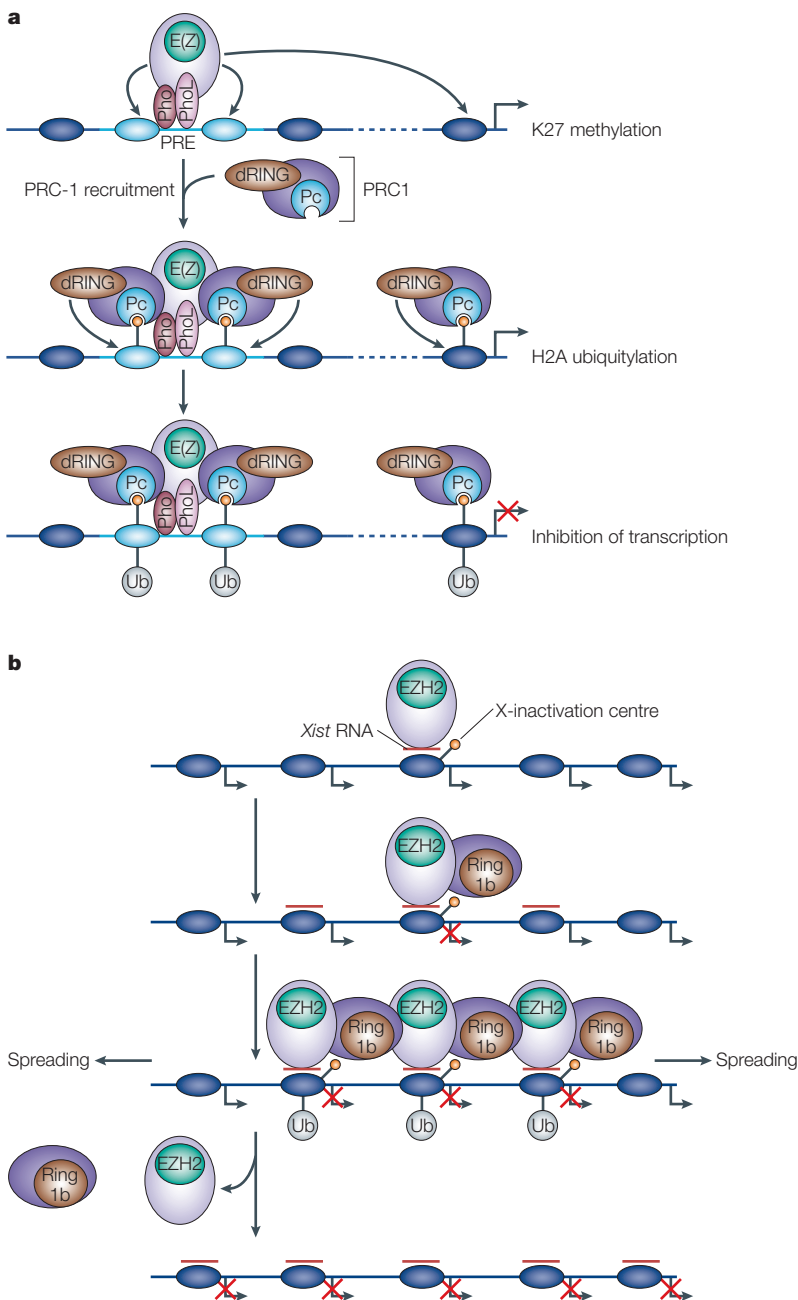 a
E(Z)
Pho
PhoL
PRE
K27 methylation
PRC-1 recruitment
dRING
Pc
PRC1
E(Z)
dRING
dRING
dRING
Pc
Pc
Pc
Pho
PhoL
H2A ubiquitylation
E(Z)
dRING
dRING
dRING
Pc
Pc
Pc
Pho
PhoL
Inhibition of transcription
Ub
Ub
Ub
b
EZH2
X-inactivation centre
Xist RNA
EZH2
Ring
1b
EZH2
EZH2
EZH2
Ring
1b
Ring
1b
Ring
1b
Spreading
Spreading
Ub
Ub
Ub
EZH2
Ring
1b